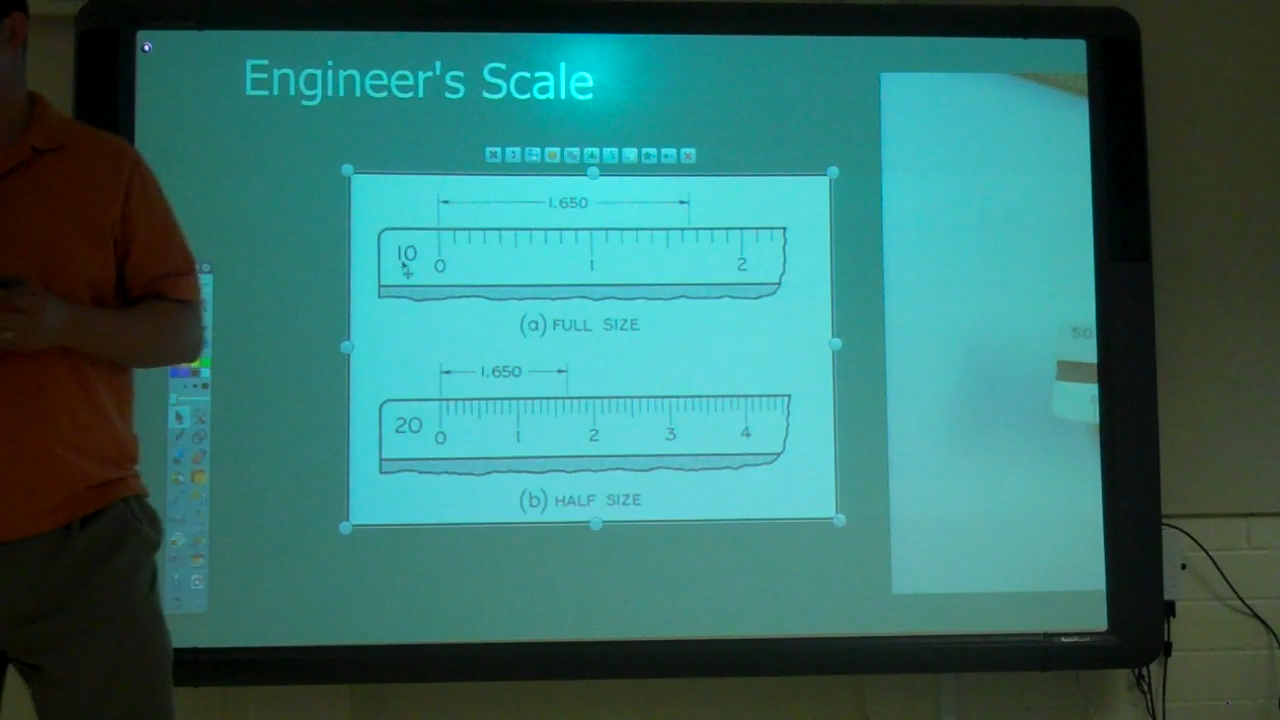 Engineer's Scale
1.650
10
0 1 2
(a) FULL SIZE
1.650
20
0 1 2 3 4
(b) HALF SIZE
50